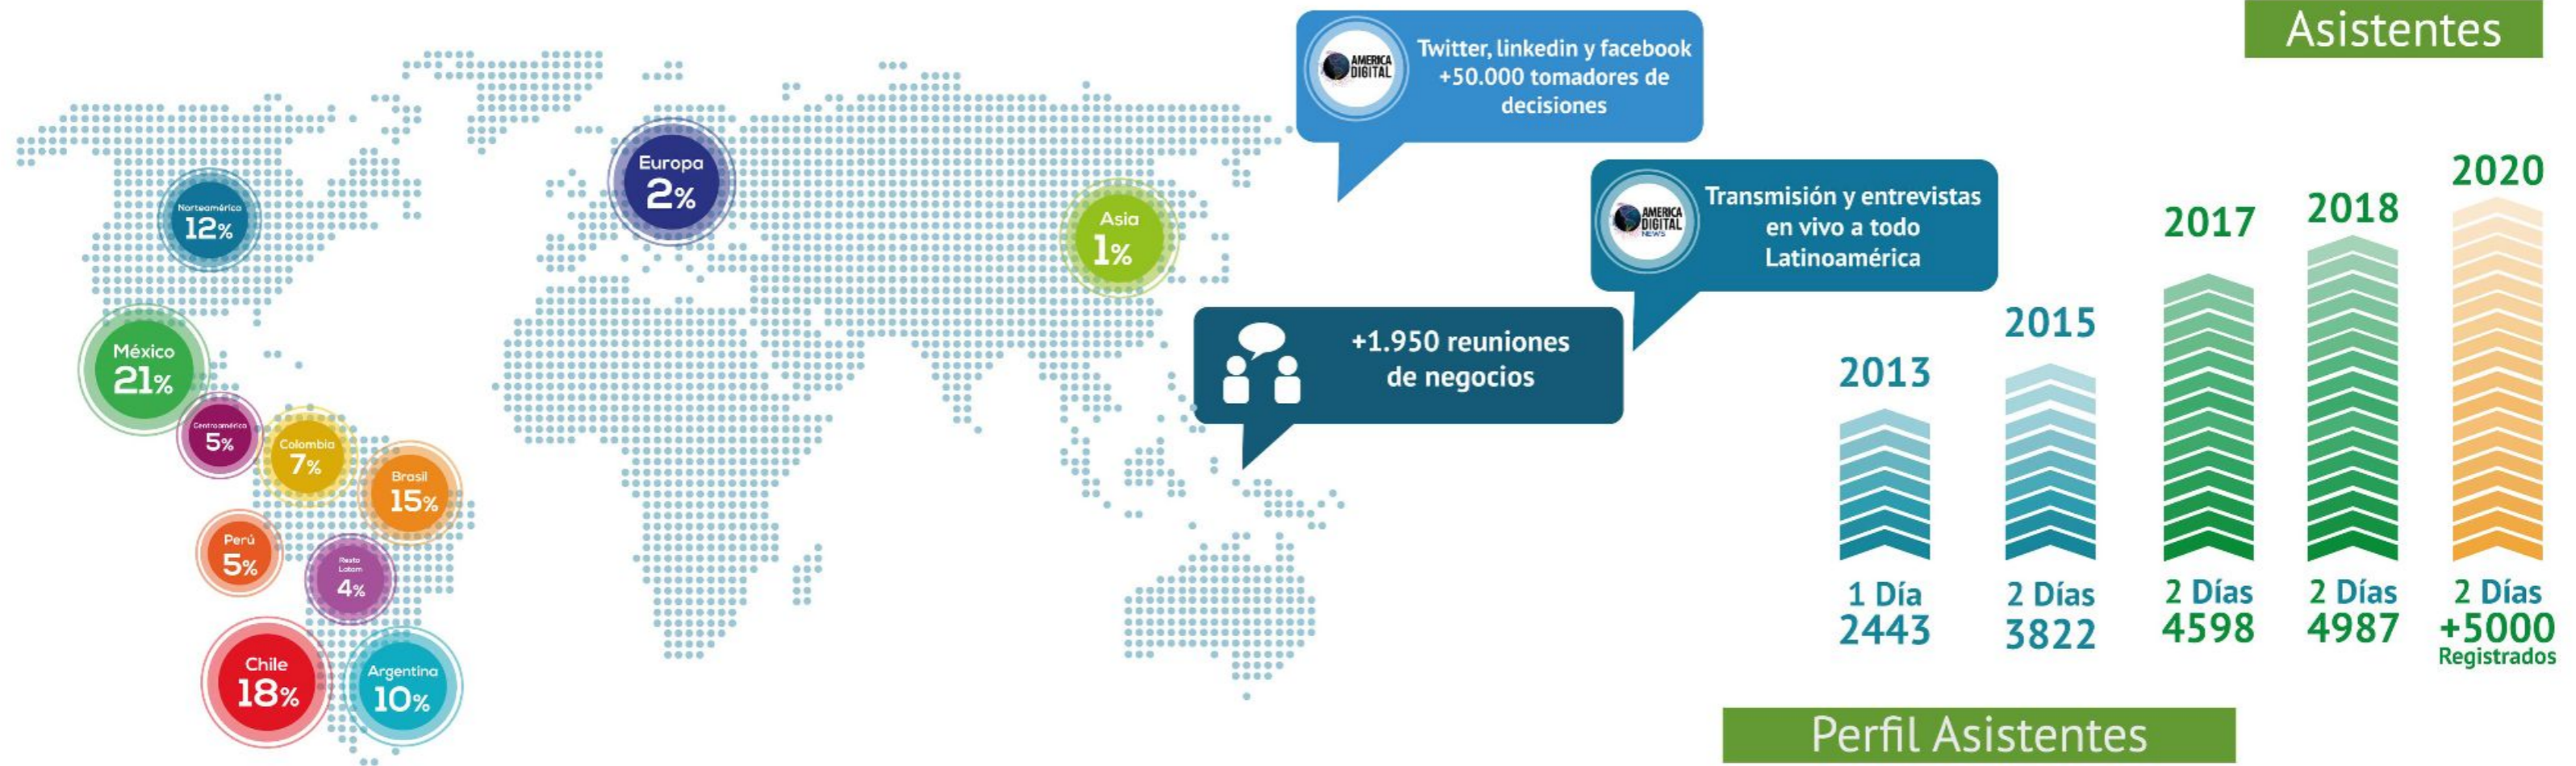 Asistentes
AMERICA
DIGITAL
Twitter, linkedin y facebook
+50.000 tomadores de
decisiones
AMERICA
DIGITAL
NEWS
Transmisión y entrevistas
en vivo a todo
Latinoamérica
+1.950 reuniones
de negocios
Norteamérica
12%
Europa
2%
Asia
1%
México
21%
Centroamérica
5%
Colombia
7%
Brasil
15%
Perú
5%
Resto
Latam
4%
Chile
18%
Argentina
10%
2013
1 Día
2443
2015
2 Días
3822
2017
2 Días
4598
2018
2 Días
4987
2020
2 Días
+5000
Registrados
Perfil Asistentes